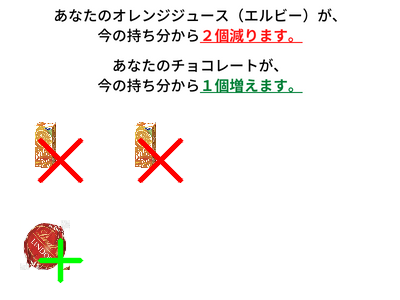 あなたのオレンジジュース（エルビー）が、
今の持ち分から２個減ります。
あなたのチョコレートが、
今の持ち分から１個増えます。